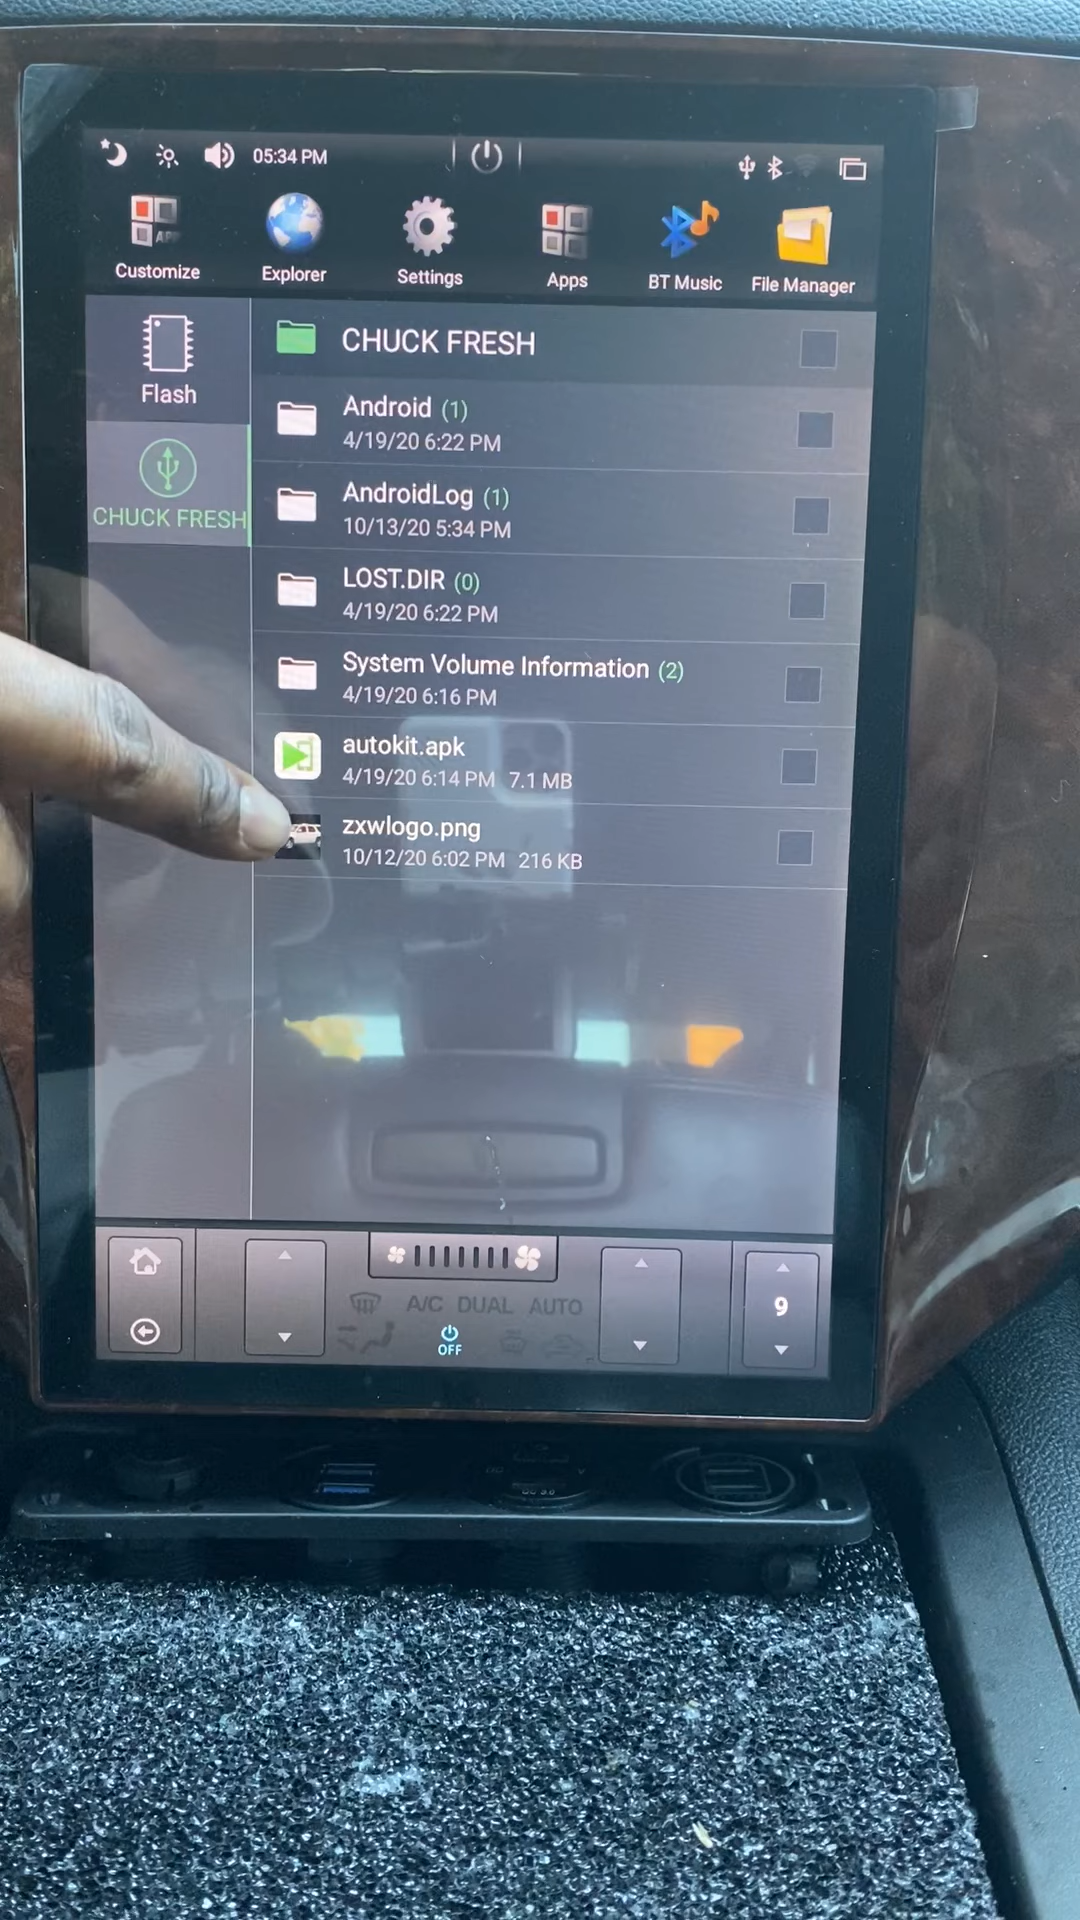 05:34 PM
Customize
Explorer
Settings
Apps
BT Music
File Manager
Flash
CHUCK FRESH
CHUCK FRESH
Android (1)
4/19/20 6:22 PM
AndroidLog (1)
10/13/20 5:34 PM
LOST.DIR (0)
4/19/20 6:22 PM
System Volume Information (2)
4/19/20 6:16 PM
autokit.apk
4/19/20 6:14 PM 7.1 MB
zxwlogo.png
10/12/20 6:02 PM 216 KB
A/C DUAL AUTO
OFF
9
QC 3.0